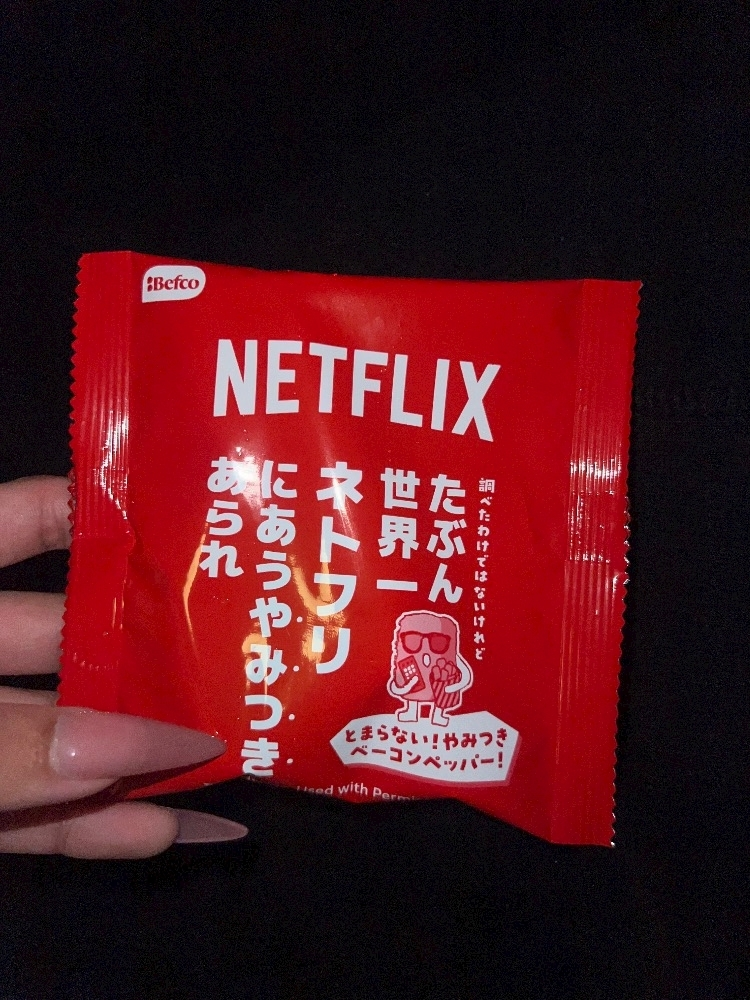 Befco
NETFLIX
調べたわけではないけれど
たぶん
世界一
ネトフリ
にあうやみつき
あられ
とまらない！やみつき
ベーコンペッパー！
Used with